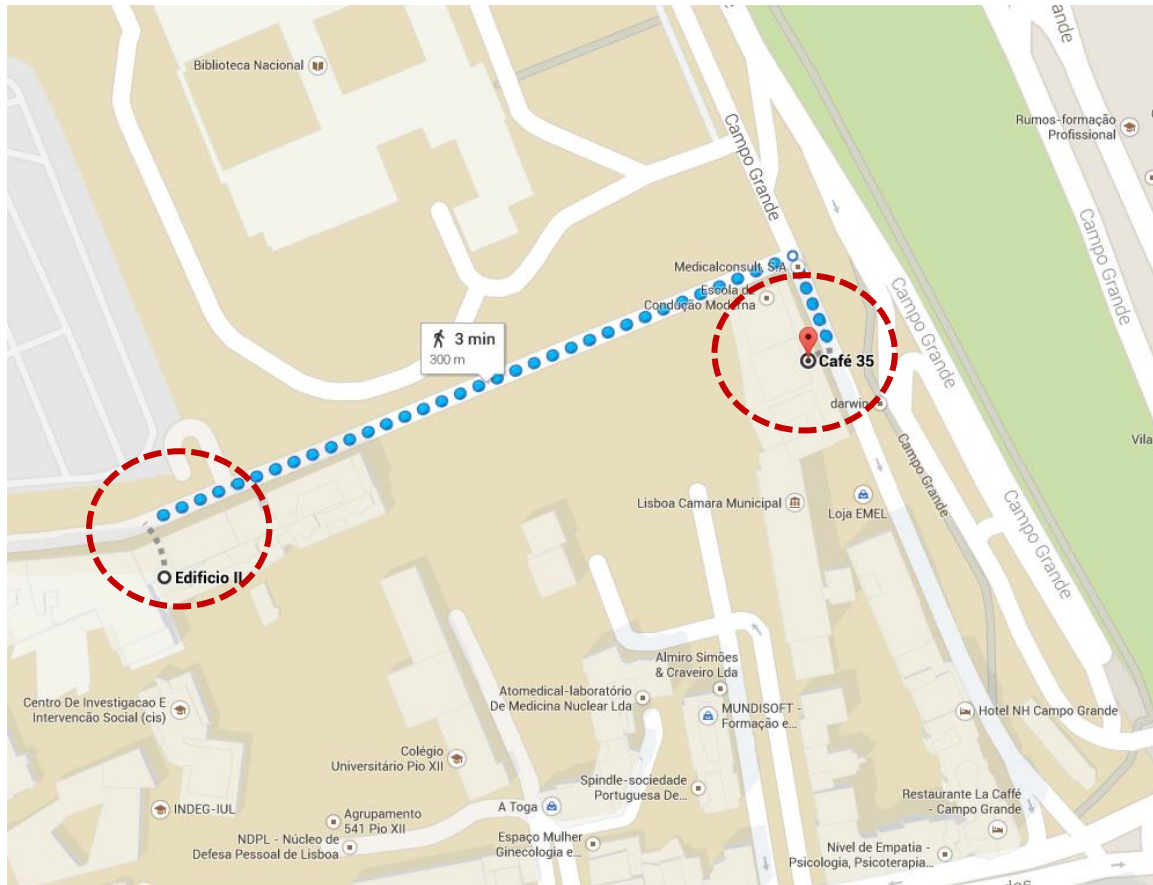 Biblioteca Nacional
Campo Grande
ande
Rumos-formação
Profissional
Campo Grande
Medicalconsult, S.A
Escola d
Condução Moderna
Campo Grande
3 min
300 m
Café 35
darwin
Vila
Campo Grande
Lisboa Camara Municipal
Loja EMEL
Campo Grande
Edificio II
Almiro Simões
& Craveiro Lda
Centro De Investigacao E
Intervencão Social (cis)
Atomedical-laboratório
De Medicina Nuclear Lda
MUNDISOFT -
Formação e...
Hotel NH Campo Grande
Colégio
Universitário Pio XII
Spindle-sociedade
Portuguesa De...
INDEG-IUL
Agrupamento
541 Pio XII
A Toga
Restaurante La Caffé
- Campo Grande
NDPL - Núcleo de
Defesa Pessoal de Lisboa
Espaço Mulher
Ginecologia e...
Nível de Empatia -
Psicologia, Psicoterapia...